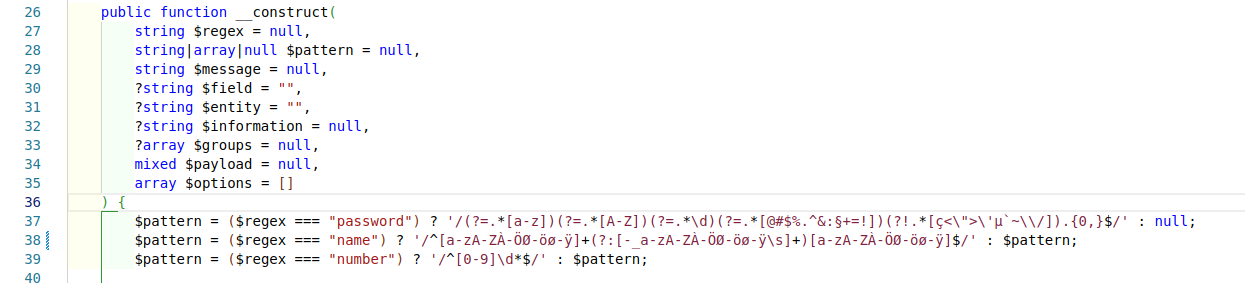 26 public function __construct(
27 string $regex = null,
28 string|array|null $pattern = null,
29 string $message = null,
30 ?string $field = "",
31 ?string $entity = "",
32 ?string $information = null,
33 ?array $groups = null,
34 mixed $payload = null,
35 array $options = []
36 ) {
37 $pattern = ($regex === "password") ? '/(?=.*[a-z])(?=.*[A-Z])(?=.*\d)(?=.*[@#$%.^&:§+=!])(?!.*[ç<\">\'µ`~\\/]).{0,}$/' : null;
38 $pattern = ($regex === "name") ? '/^[a-zA-ZÀ-ÖØ-öø-ÿ]+(?:[-_a-zA-ZÀ-ÖØ-öø-ÿ\s]+)[a-zA-ZÀ-ÖØ-öø-ÿ]$/' : $pattern;
39 $pattern = ($regex === "number") ? '/^[0-9]\d*$/' : $pattern;
40